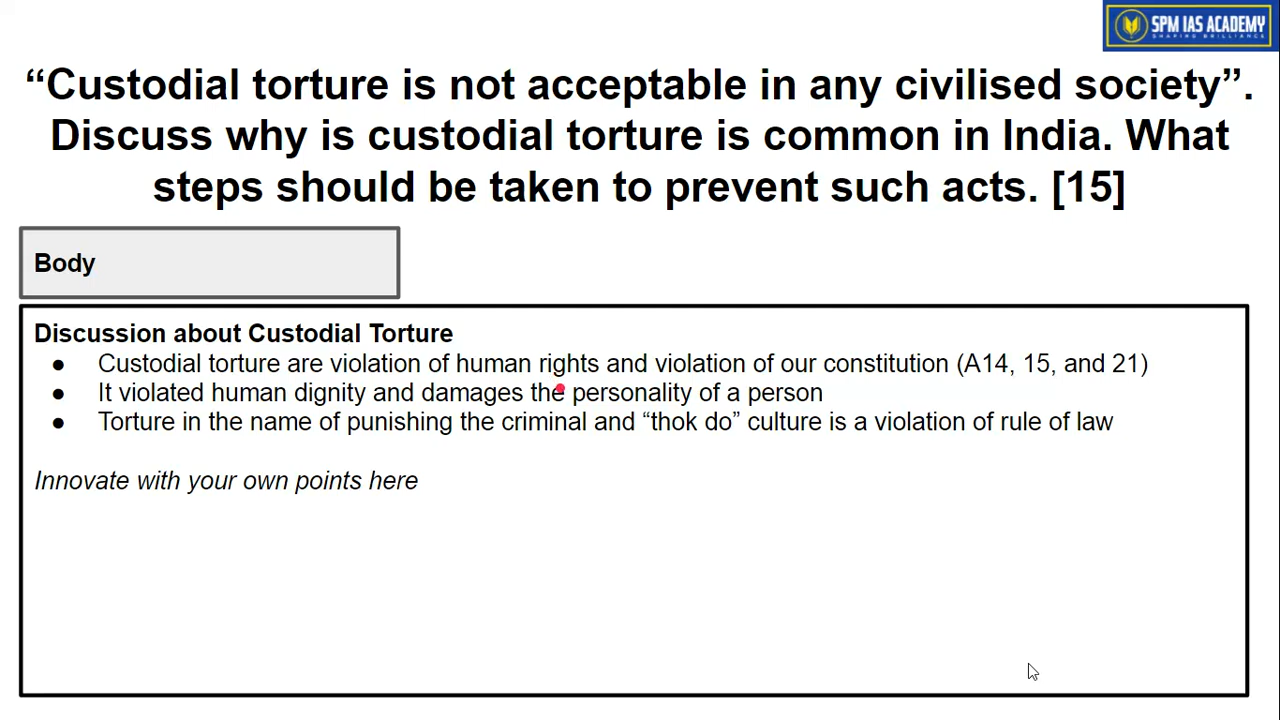 SPM IAS ACADEMY
SHAPING BRILLIANCE
“Custodial torture is not acceptable in any civilised society”.
Discuss why is custodial torture is common in India. What
steps should be taken to prevent such acts. [15]
Body
Discussion about Custodial Torture
● Custodial torture are violation of human rights and violation of our constitution (A14, 15, and 21)
● It violated human dignity and damages the personality of a person
● Torture in the name of punishing the criminal and “thok do” culture is a violation of rule of law
Innovate with your own points here